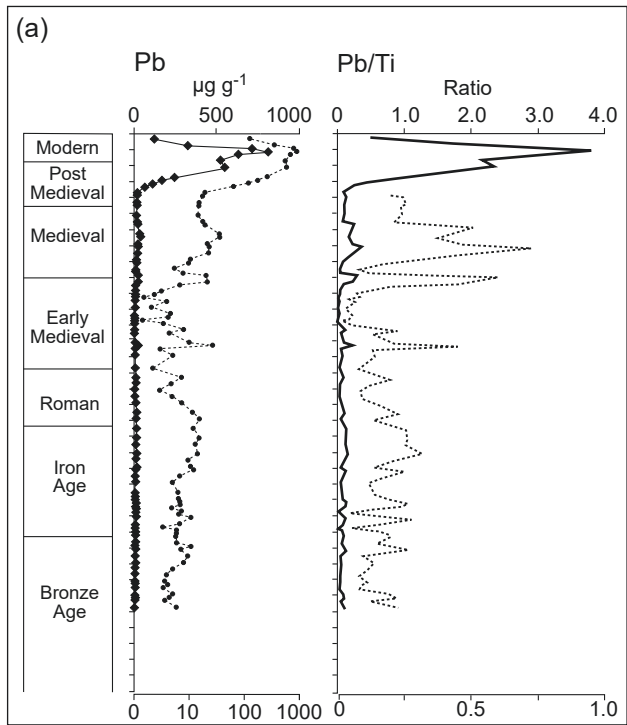 (a)
Pb
Pb/Ti
µg g⁻¹
Ratio
0 500 1000
0 1.0 2.0 3.0 4.0
Modern
Post
Medieval
Medieval
Early
Medieval
Roman
Iron
Age
Bronze
Age
0 10 100 1000
0 0.5 1.0